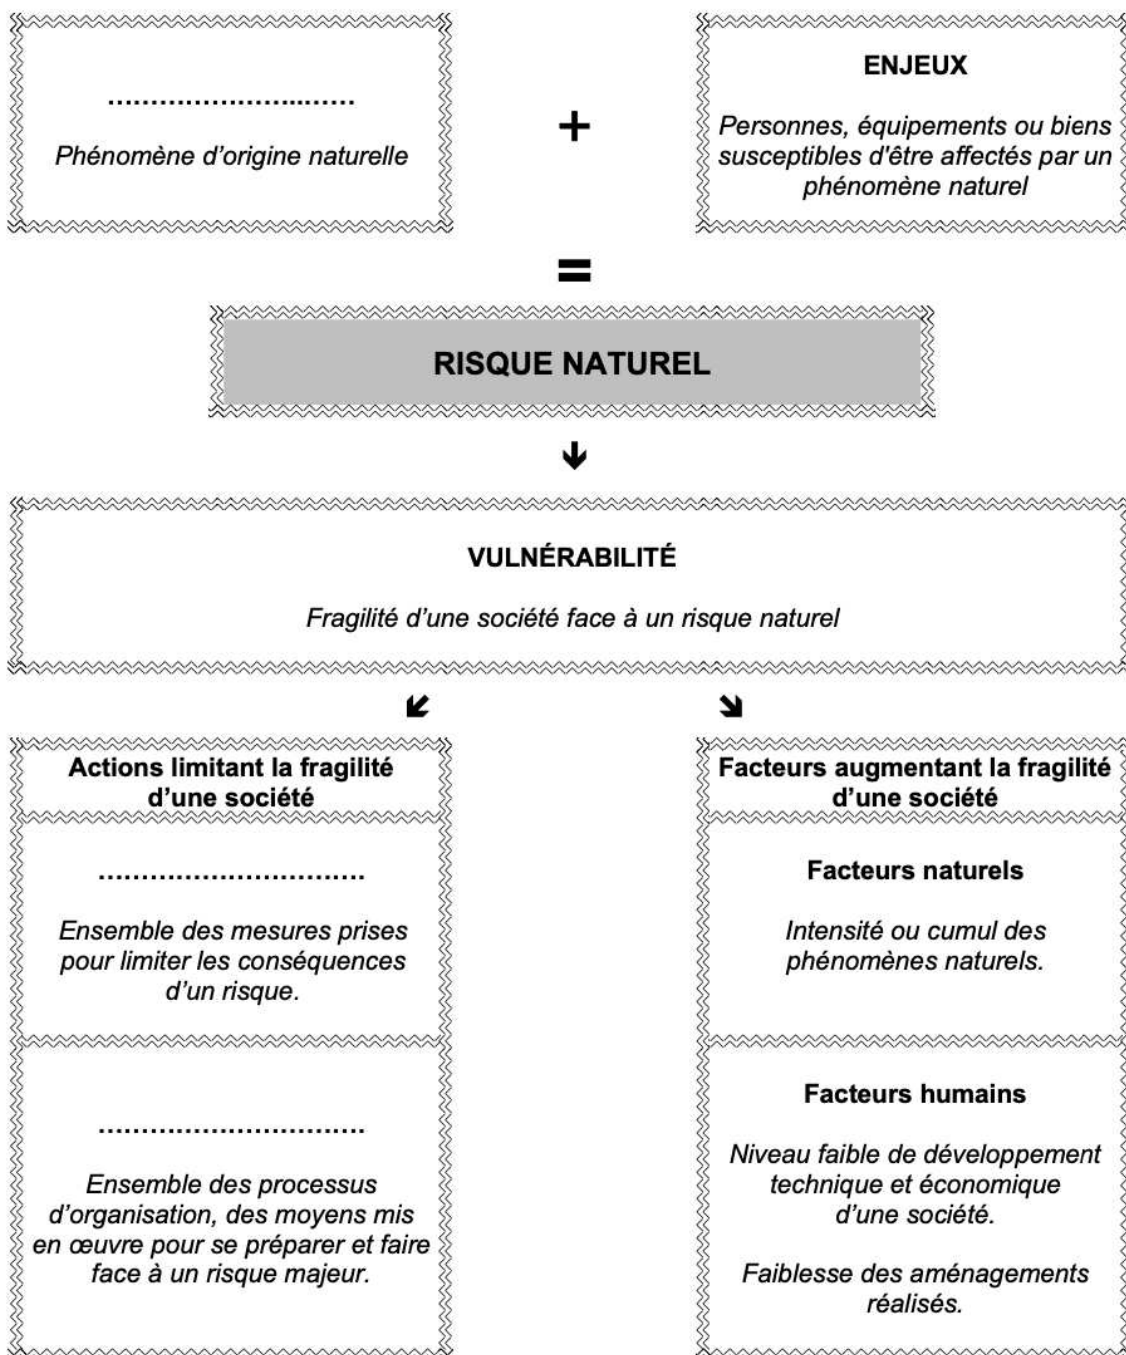 ……………………...……
Phénomène d'origine naturelle
+
ENJEUX
Personnes, équipements ou biens
susceptibles d'être affectés par un
phénomène naturel
=
RISQUE NATUREL
VULNÉRABILITÉ
Fragilité d'une société face à un risque naturel
Actions limitant la fragilité
d'une société
………………………….
Ensemble des mesures prises
pour limiter les conséquences
d'un risque.
………………………….
Ensemble des processus
d'organisation, des moyens mis
en œuvre pour se préparer et faire
face à un risque majeur.
Facteurs augmentant la fragilité
d'une société
Facteurs naturels
Intensité ou cumul des
phénomènes naturels.
Facteurs humains
Niveau faible de développement
technique et économique
d'une société.
Faiblesse des aménagements
réalisés.